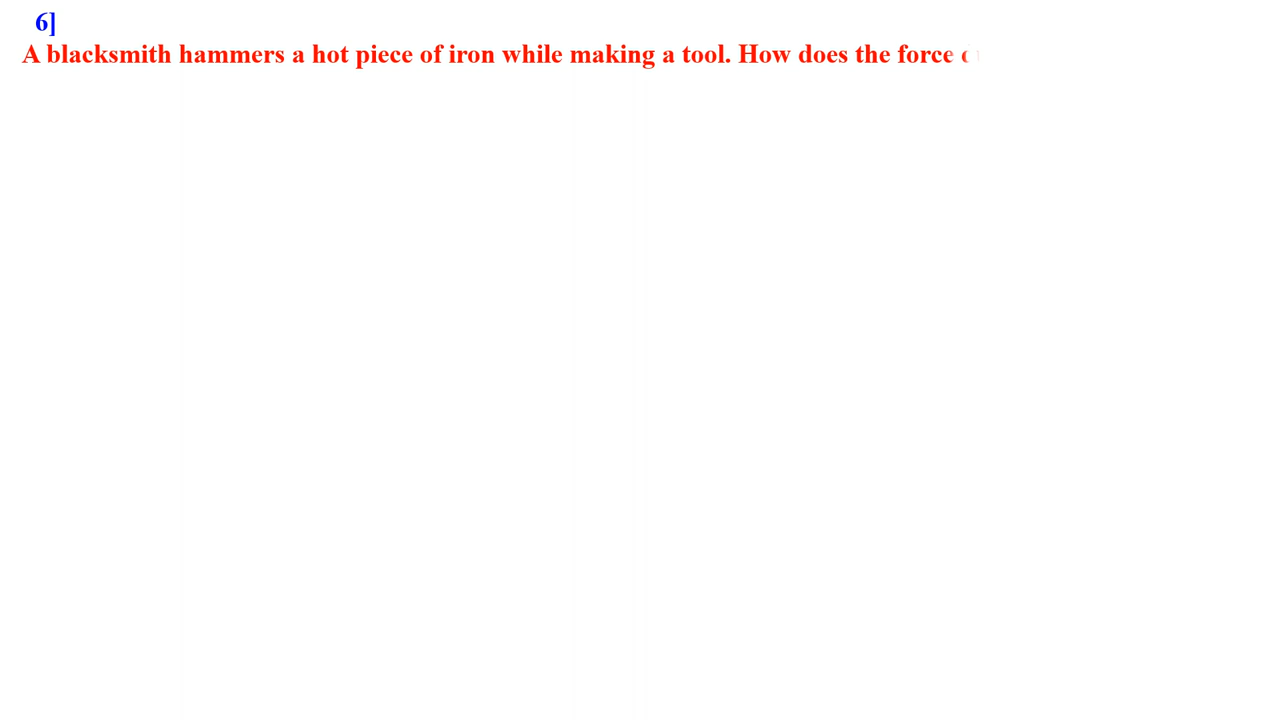 6]
A blacksmith hammers a hot piece of iron while making a tool. How does the force